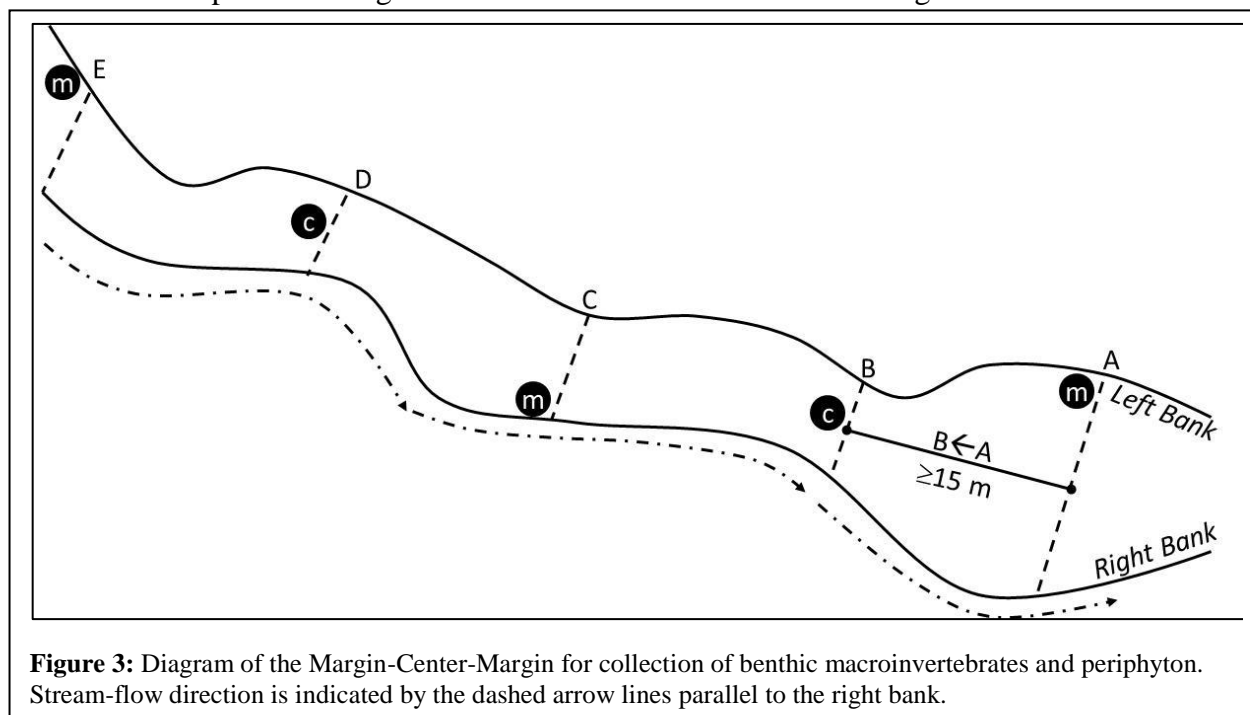 m
E
D
c
C
m
B
c
A
m
Left Bank
B←A
≥15 m
Right Bank
Figure 3: Diagram of the Margin-Center-Margin for collection of benthic macroinvertebrates and periphyton.
Stream-flow direction is indicated by the dashed arrow lines parallel to the right bank.